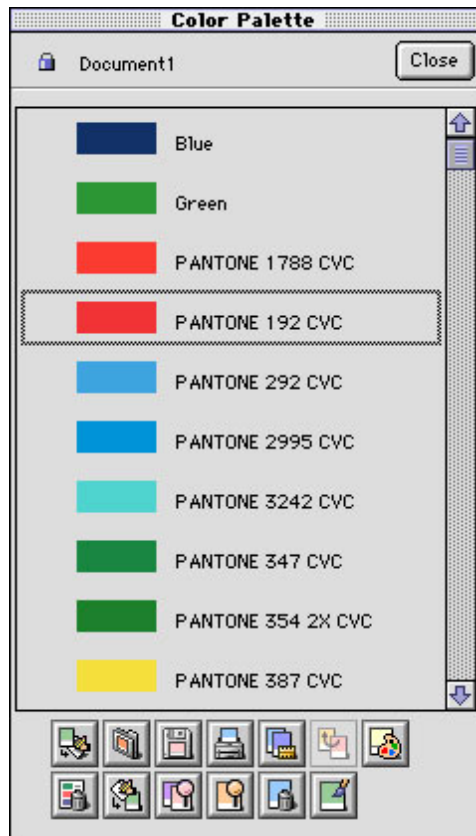 Color Palette
Document1
Close
Blue
Green
PANTONE 1788 CVC
PANTONE 192 CVC
PANTONE 292 CVC
PANTONE 2995 CVC
PANTONE 3242 CVC
PANTONE 347 CVC
PANTONE 354 2X CVC
PANTONE 387 CVC